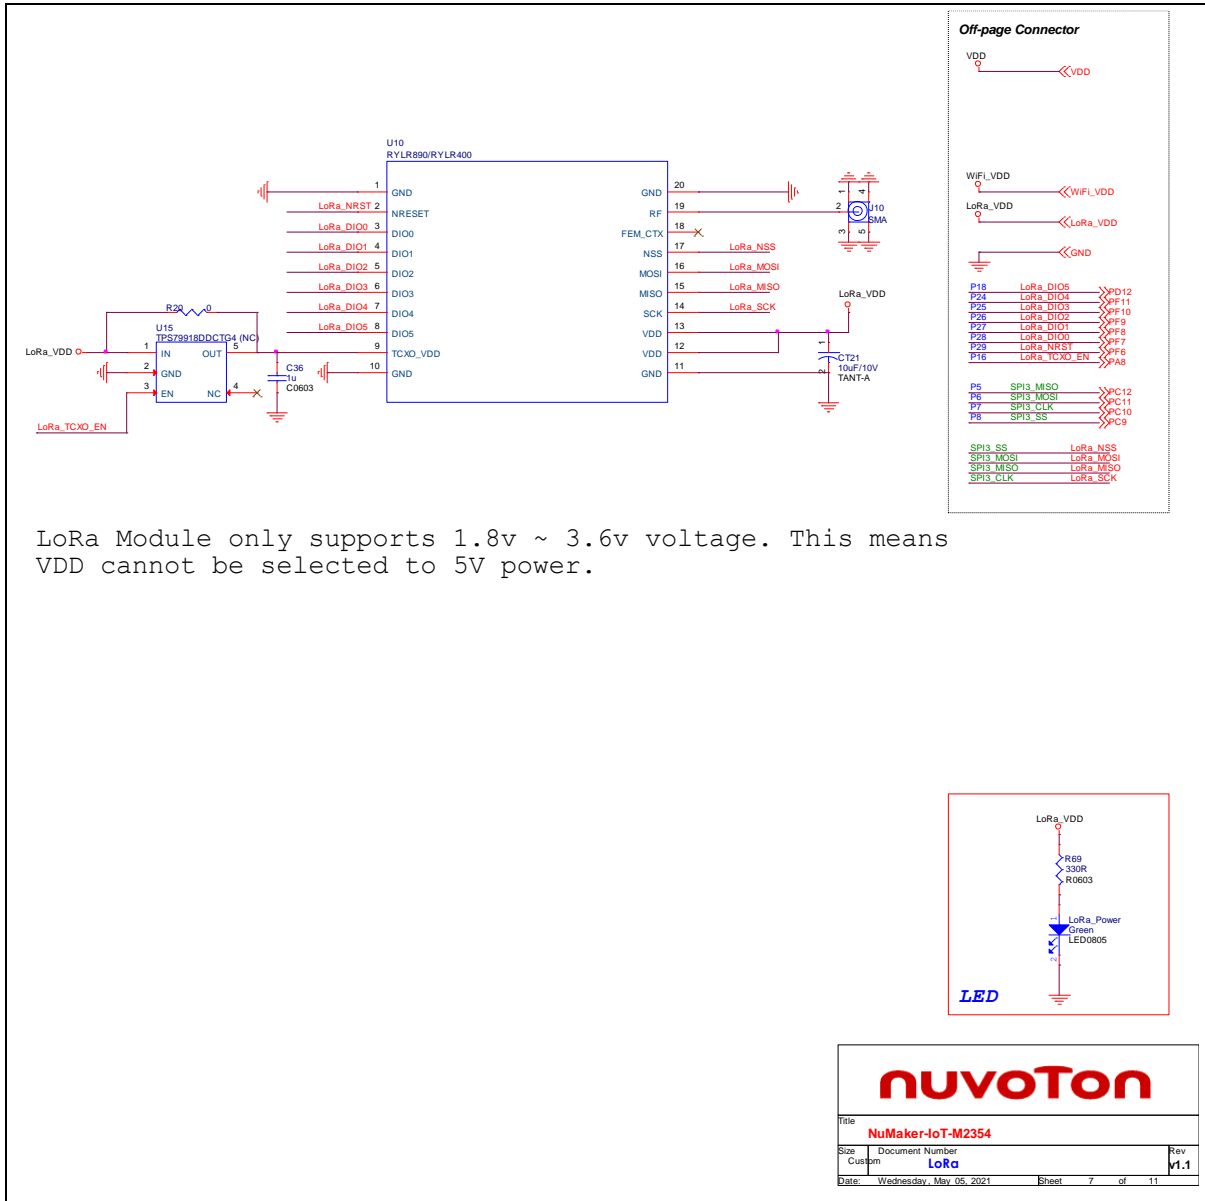 Off-page Connector
VDD
VDD
WiFi_VDD
WiFi_VDD
LoRa_VDD
LoRa_VDD
GND
P18 LoRa_DIO5 PD12
P24 LoRa_DIO4 PF11
P25 LoRa_DIO3 PF10
P26 LoRa_DIO2 PF9
P27 LoRa_DIO1 PF8
P28 LoRa_DIO0 PF7
P29 LoRa_NRST PF6
P16 LoRa_TCXO_EN PA8
P5 SPI3_MISO PC12
P6 SPI3_MOSI PC11
P7 SPI3_CLK PC10
P8 SPI3_SS PC9
SPI3_SS LoRa_NSS
SPI3_MOSI LoRa_MOSI
SPI3_MISO LoRa_MISO
SPI3_CLK LoRa_SCK
U10
RYLR890/RYLR400
1 GND
LoRa_NRST 2 NRESET
LoRa_DIO0 3 DIO0
LoRa_DIO1 4 DIO1
LoRa_DIO2 5 DIO2
LoRa_DIO3 6 DIO3
LoRa_DIO4 7 DIO4
LoRa_DIO5 8 DIO5
9 TCXO_VDD
10 GND
GND 20
RF 19
FEM_CTX 18
NSS 17 LoRa_NSS
MOSI 16 LoRa_MOSI
MISO 15 LoRa_MISO
SCK 14 LoRa_SCK
VDD 13
VDD 12
GND 11
1 4
2 J10
SMA
3 5
LoRa_VDD
1
CT21
10uF/10V
2 TANT-A
R20 0
U15
TPS79918DDCTG4 (NC)
LoRa_VDD 1 IN OUT 5
2 GND
3 EN NC 4
LoRa_TCXO_EN
C36
1u
C0603
LoRa Module only supports 1.8v ~ 3.6v voltage. This means
VDD cannot be selected to 5V power.
LoRa_VDD
R69
330R
R0603
1 LoRa_Power
Green
LED0805
2
LED
nuvoTon
Title
NuMaker-IoT-M2354
Size Document Number Rev
Custom LoRa v1.1
Date: Wednesday, May 05, 2021 Sheet 7 of 11